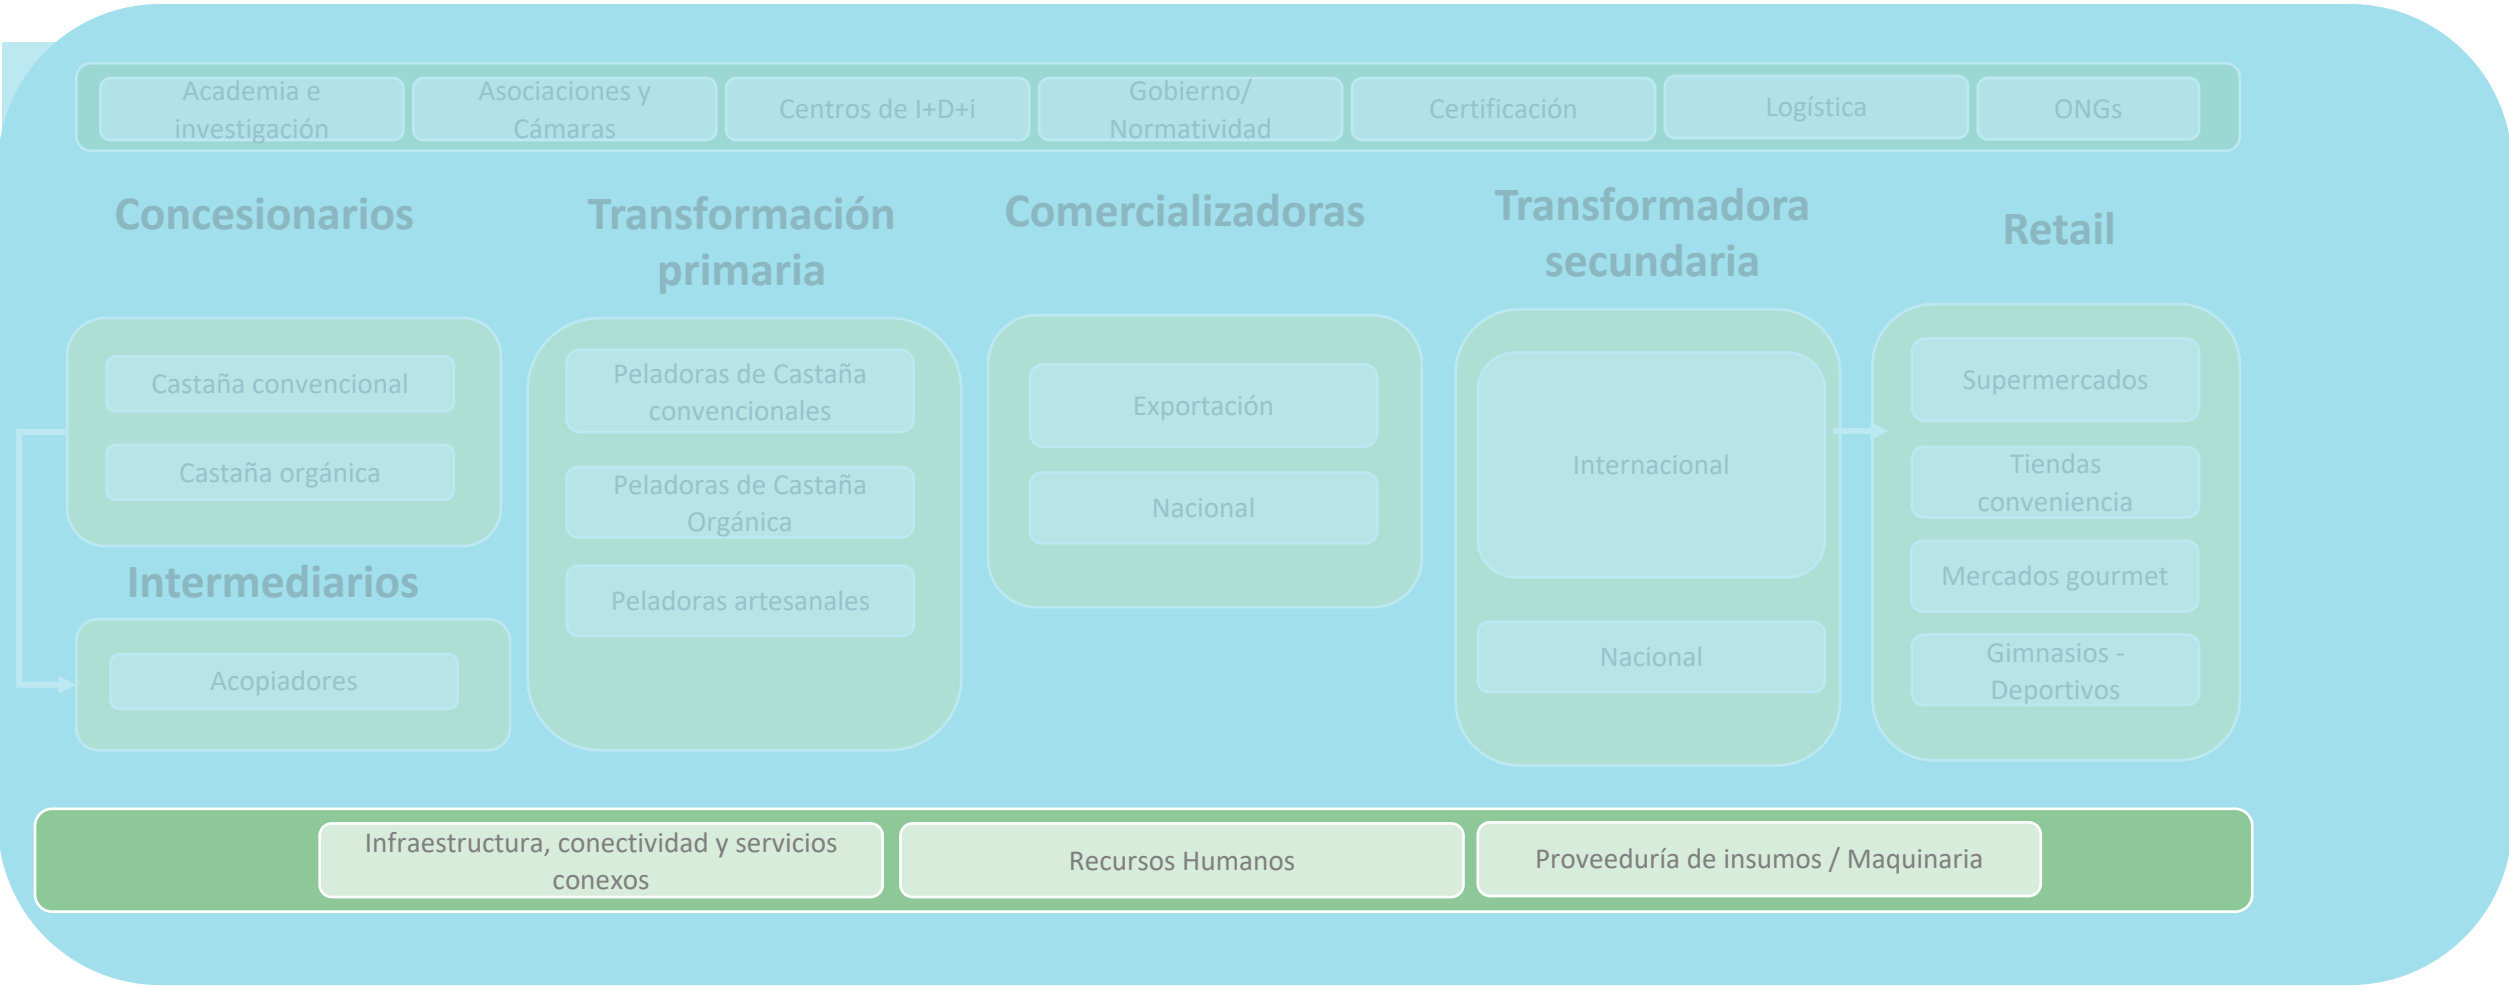 Academia e
investigación
Asociaciones y
Cámaras
Centros de I+D+i
Gobierno/
Normatividad
Certificación
Logística
ONGs
Concesionarios
Castaña convencional
Castaña orgánica
Intermediarios
Acopiadores
Transformación
primaria
Peladoras de Castaña
convencionales
Peladoras de Castaña
Orgánica
Peladoras artesanales
Comercializadoras
Exportación
Nacional
Transformadora
secundaria
Internacional
Nacional
Retail
Supermercados
Tiendas
conveniencia
Mercados gourmet
Gimnasios -
Deportivos
Infraestructura, conectividad y servicios
conexos
Recursos Humanos
Proveeduría de insumos / Maquinaria